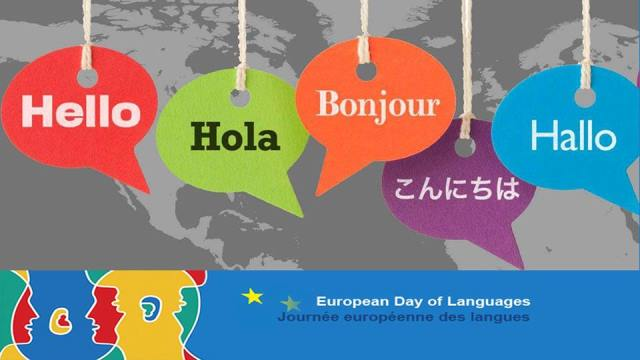 Hello
Hola
Bonjour
こんにちは
Hallo
European Day of Languages
Journée européenne des langues